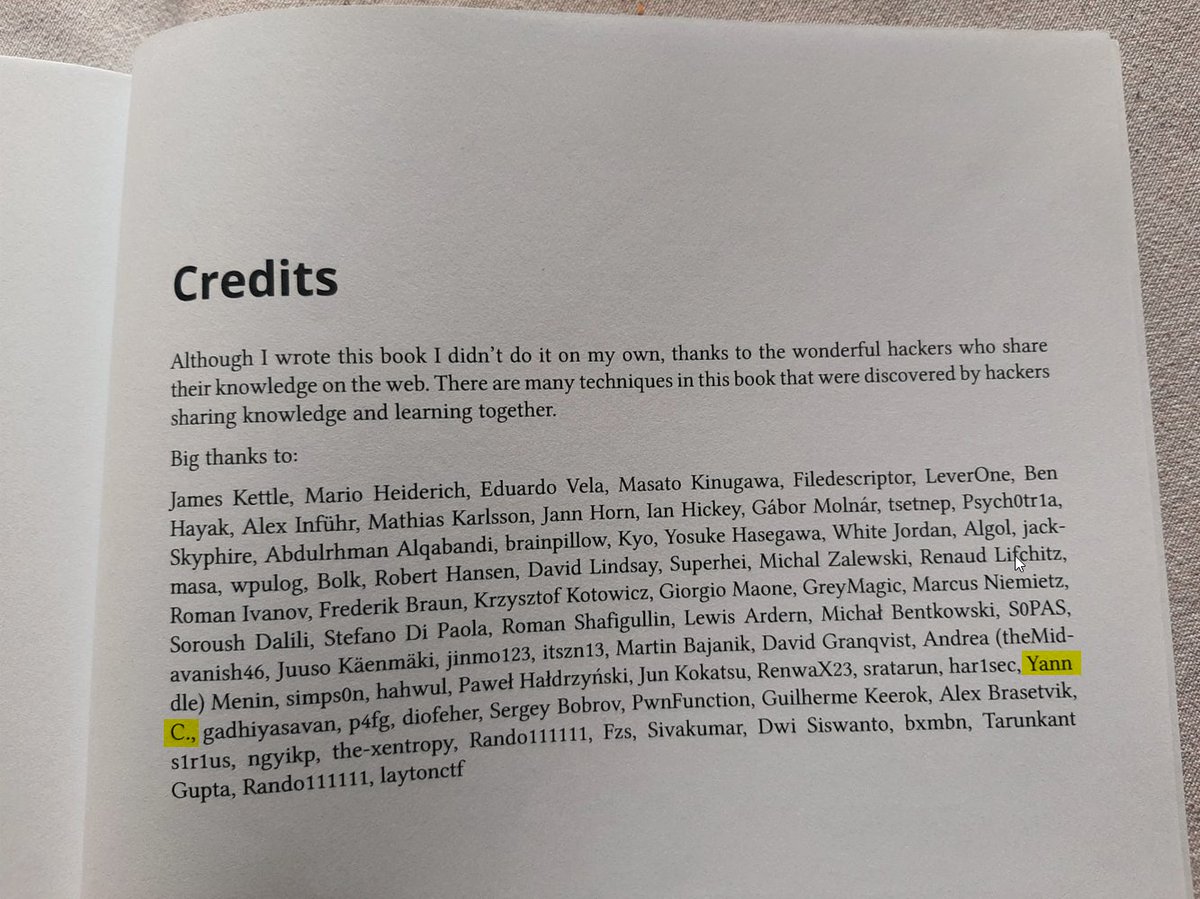 Credits
Although I wrote this book I didn't do it on my own, thanks to the wonderful hackers who share
their knowledge on the web. There are many techniques in this book that were discovered by hackers
sharing knowledge and learning together.
Big thanks to:
James Kettle, Mario Heiderich, Eduardo Vela, Masato Kinugawa, Filedescriptor, LeverOne, Ben
Hayak, Alex Inführ, Mathias Karlsson, Jann Horn, Ian Hickey, Gábor Molnár, tsetnep, Psych0tr1a,
Skyphire, Abdulrhman Alqabandi, brainpillow, Kyo, Yosuke Hasegawa, White Jordan, Algol, jack-
masa, wpulog, Bolk, Robert Hansen, David Lindsay, Superhei, Michal Zalewski, Renaud Lifchitz,
Roman Ivanov, Frederik Braun, Krzysztof Kotowicz, Giorgio Maone, GreyMagic, Marcus Niemietz,
Soroush Dalili, Stefano Di Paola, Roman Shafigullin, Lewis Ardern, Michał Bentkowski, S0PAS,
avanish46, Juuso Käenmäki, jinmo123, itszn13, Martin Bajanik, David Granqvist, Andrea (theMid-
dle) Menin, simps0n, hahwul, Paweł Hałdrzyński, Jun Kokatsu, RenwaX23, sratarun, har1sec, Yann
C., gadhiyasavan, p4fg, diofeher, Sergey Bobrov, PwnFunction, Guilherme Keerok, Alex Brasetvik,
s1r1us, ngyikp, the-xentropy, Rando111111, Fzs, Sivakumar, Dwi Siswanto, bxmbn, Tarunkant
Gupta, Rando111111, laytonctf